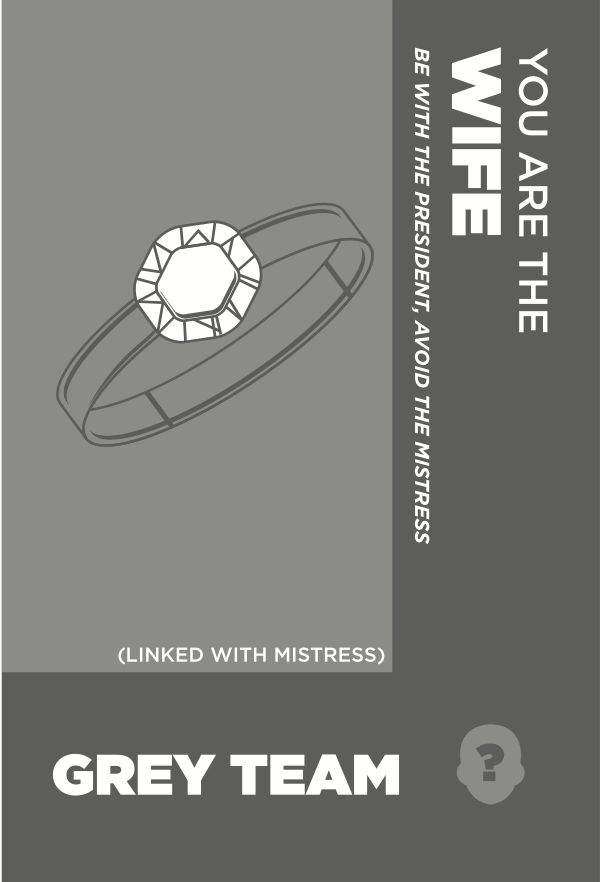 YOU ARE THE
WIFE
BE WITH THE PRESIDENT, AVOID THE MISTRESS
(LINKED WITH MISTRESS)
GREY TEAM
?